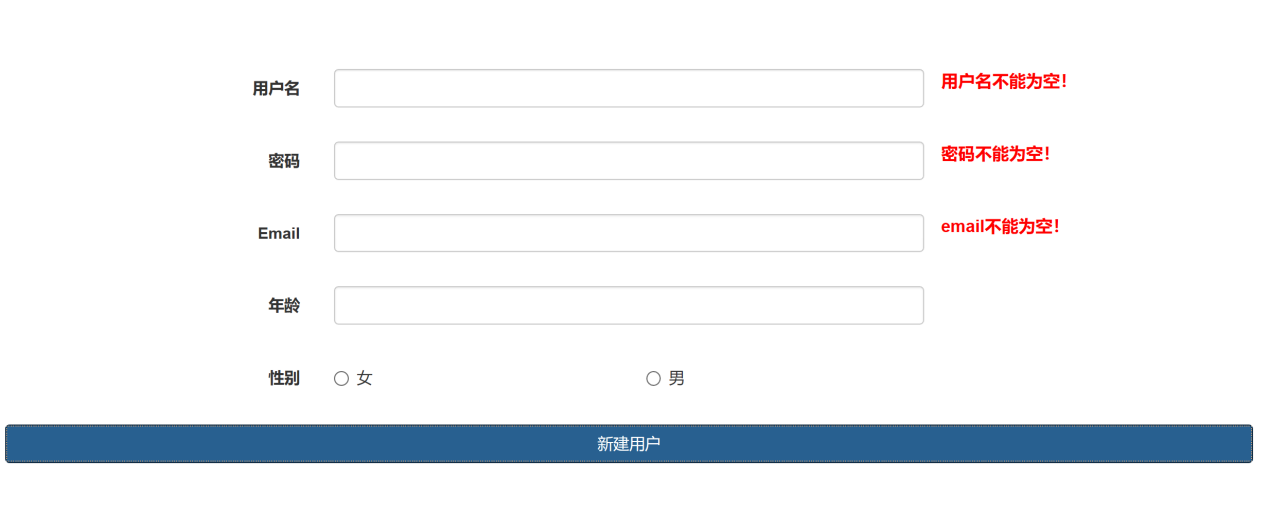 用户名 用户名不能为空!
密码 密码不能为空!
Email email不能为空!
年龄
性别 女 男
新建用户